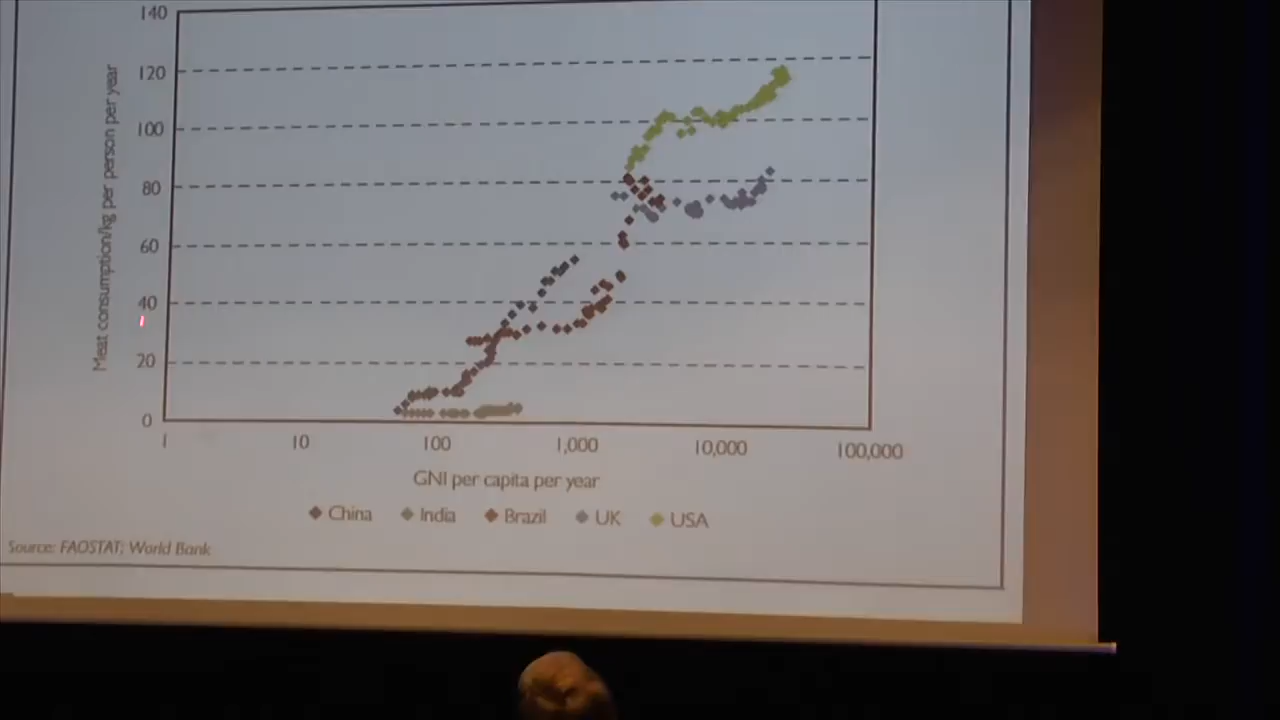 140
120
100
80
60
40
20
0
Meat consumption/kg per person per year
1 10 100 1,000 10,000 100,000
GNI per capita per year
China India Brazil UK USA
Source: FAOSTAT; World Bank